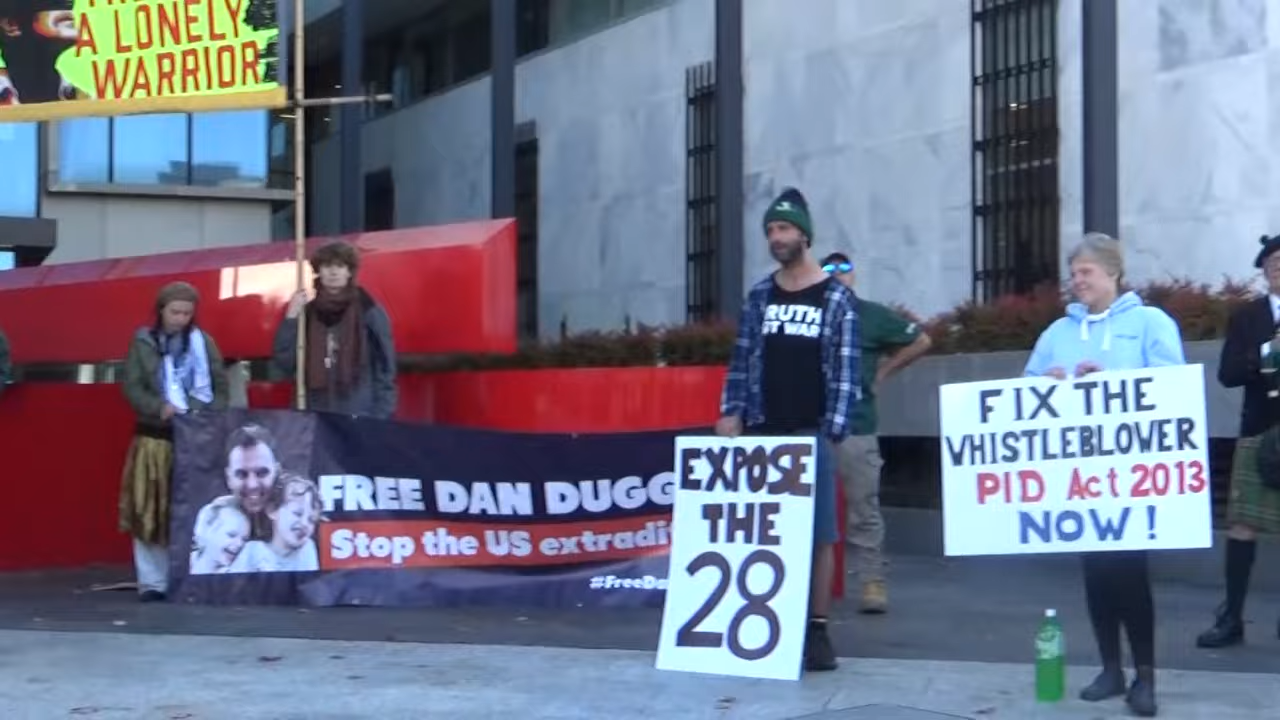 A LONELY
WARRIOR
FREE DAN DUGG
Stop the US extradi
#FreeDa
RUTH
WAR
EXPOSE
THE
28
FIX THE
WHISTLEBLOWER
PID Act 2013
NOW!